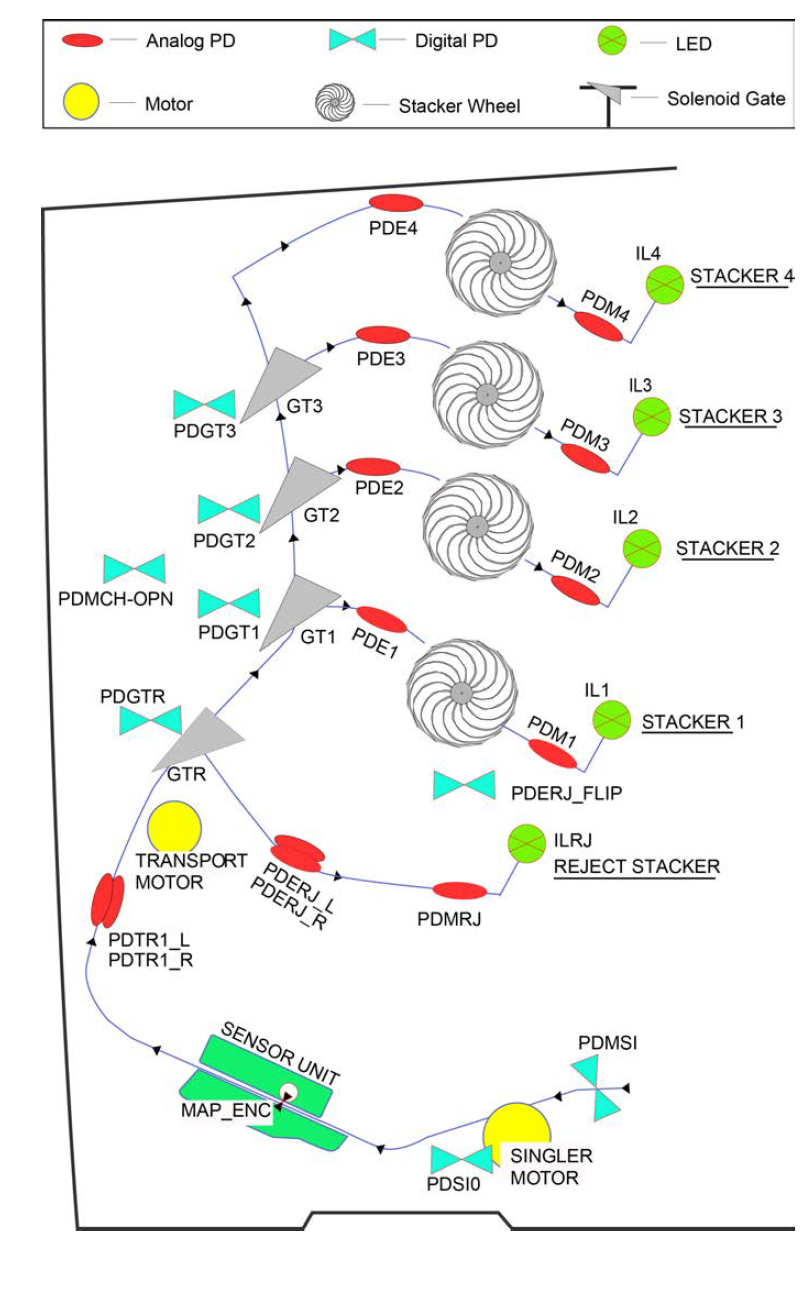 Analog PD
Digital PD
LED
Motor
Stacker Wheel
Solenoid Gate
PDE4
IL4
STACKER 4
PDM4
PDE3
IL3
STACKER 3
GT3
PDGT3
PDM3
PDE2
IL2
STACKER 2
GT2
PDGT2
PDM2
PDMCH-OPN
PDGT1
GT1
PDE1
IL1
STACKER 1
PDGTR
PDM1
GTR
PDERJ_FLIP
TRANSPORT
MOTOR
ILRJ
REJECT STACKER
PDERJ_L
PDERJ_R
PDMRJ
PDTR1_L
PDTR1_R
SENSOR UNIT
PDMSI
MAP_ENC
SINGLER
MOTOR
PDSI0